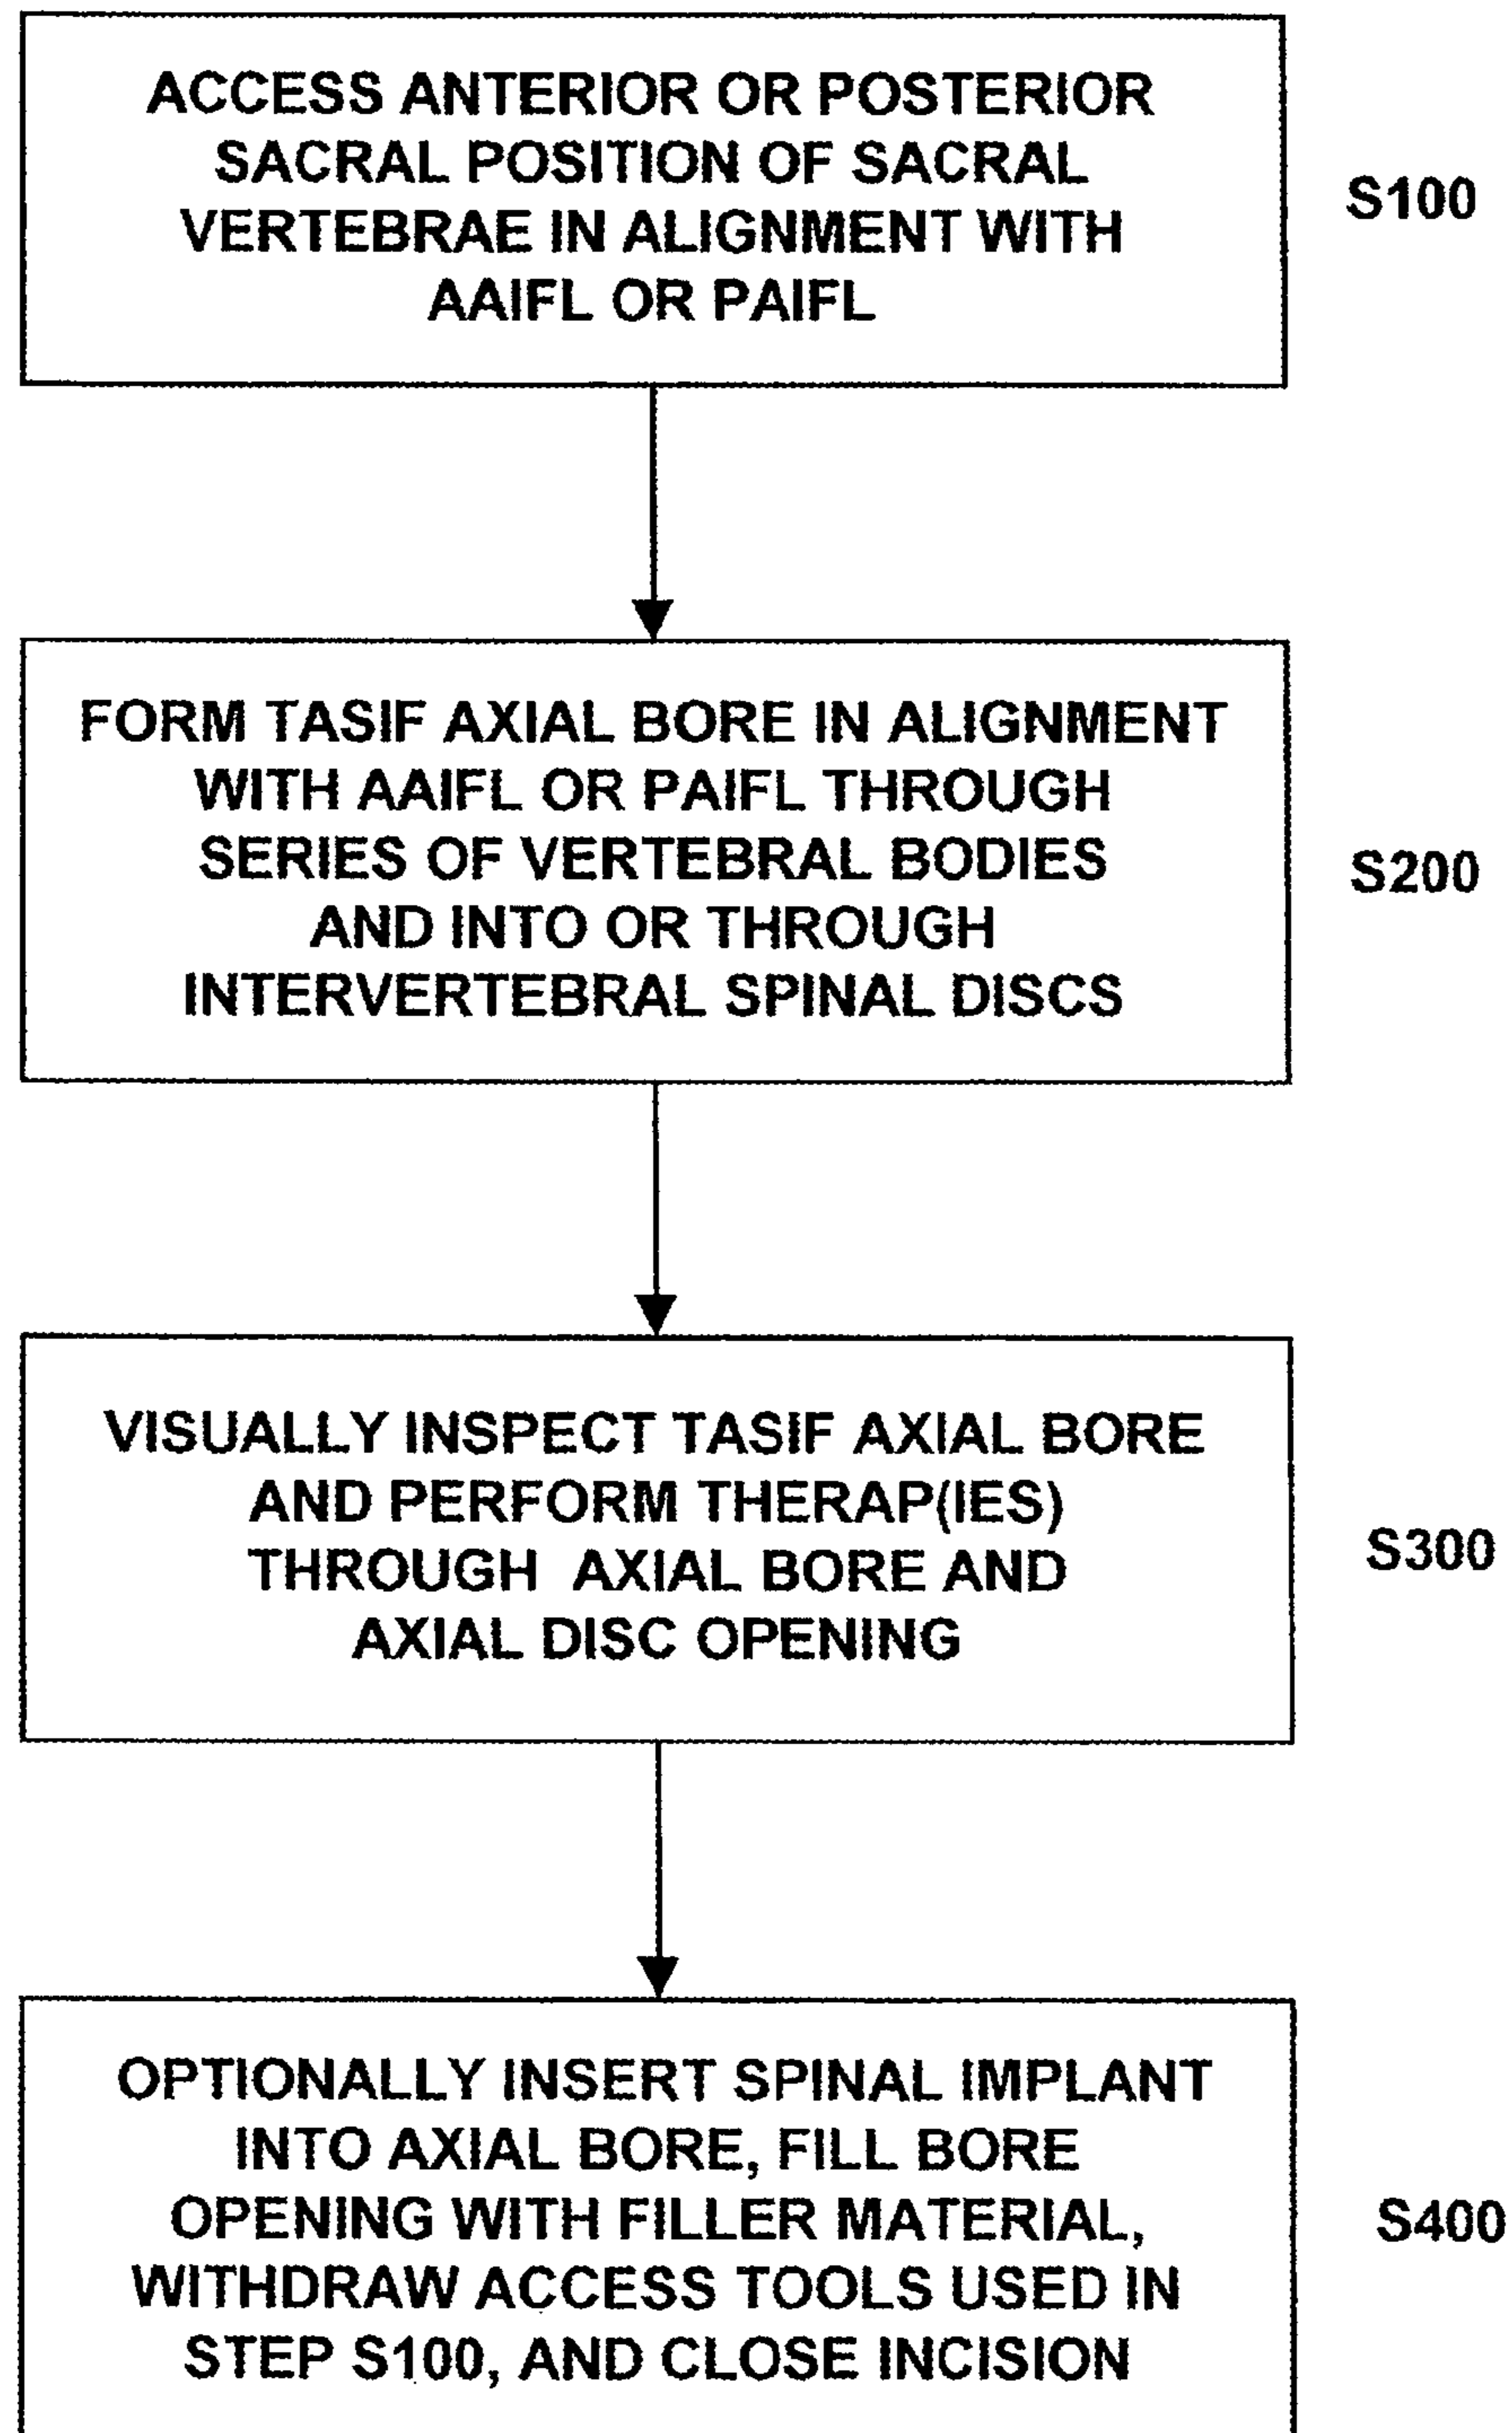 ACCESS ANTERIOR OR POSTERIOR
SACRAL POSITION OF SACRAL
VERTEBRAE IN ALIGNMENT WITH
AAIFL OR PAIFL
S100
FORM TASIF AXIAL BORE IN ALIGNMENT
WITH AAIFL OR PAIFL THROUGH
SERIES OF VERTEBRAL BODIES
AND INTO OR THROUGH
INTERVERTEBRAL SPINAL DISCS
S200
VISUALLY INSPECT TASIF AXIAL BORE
AND PERFORM THERAP(IES)
THROUGH AXIAL BORE AND
AXIAL DISC OPENING
S300
OPTIONALLY INSERT SPINAL IMPLANT
INTO AXIAL BORE, FILL BORE
OPENING WITH FILLER MATERIAL,
WITHDRAW ACCESS TOOLS USED IN
STEP S100, AND CLOSE INCISION
S400